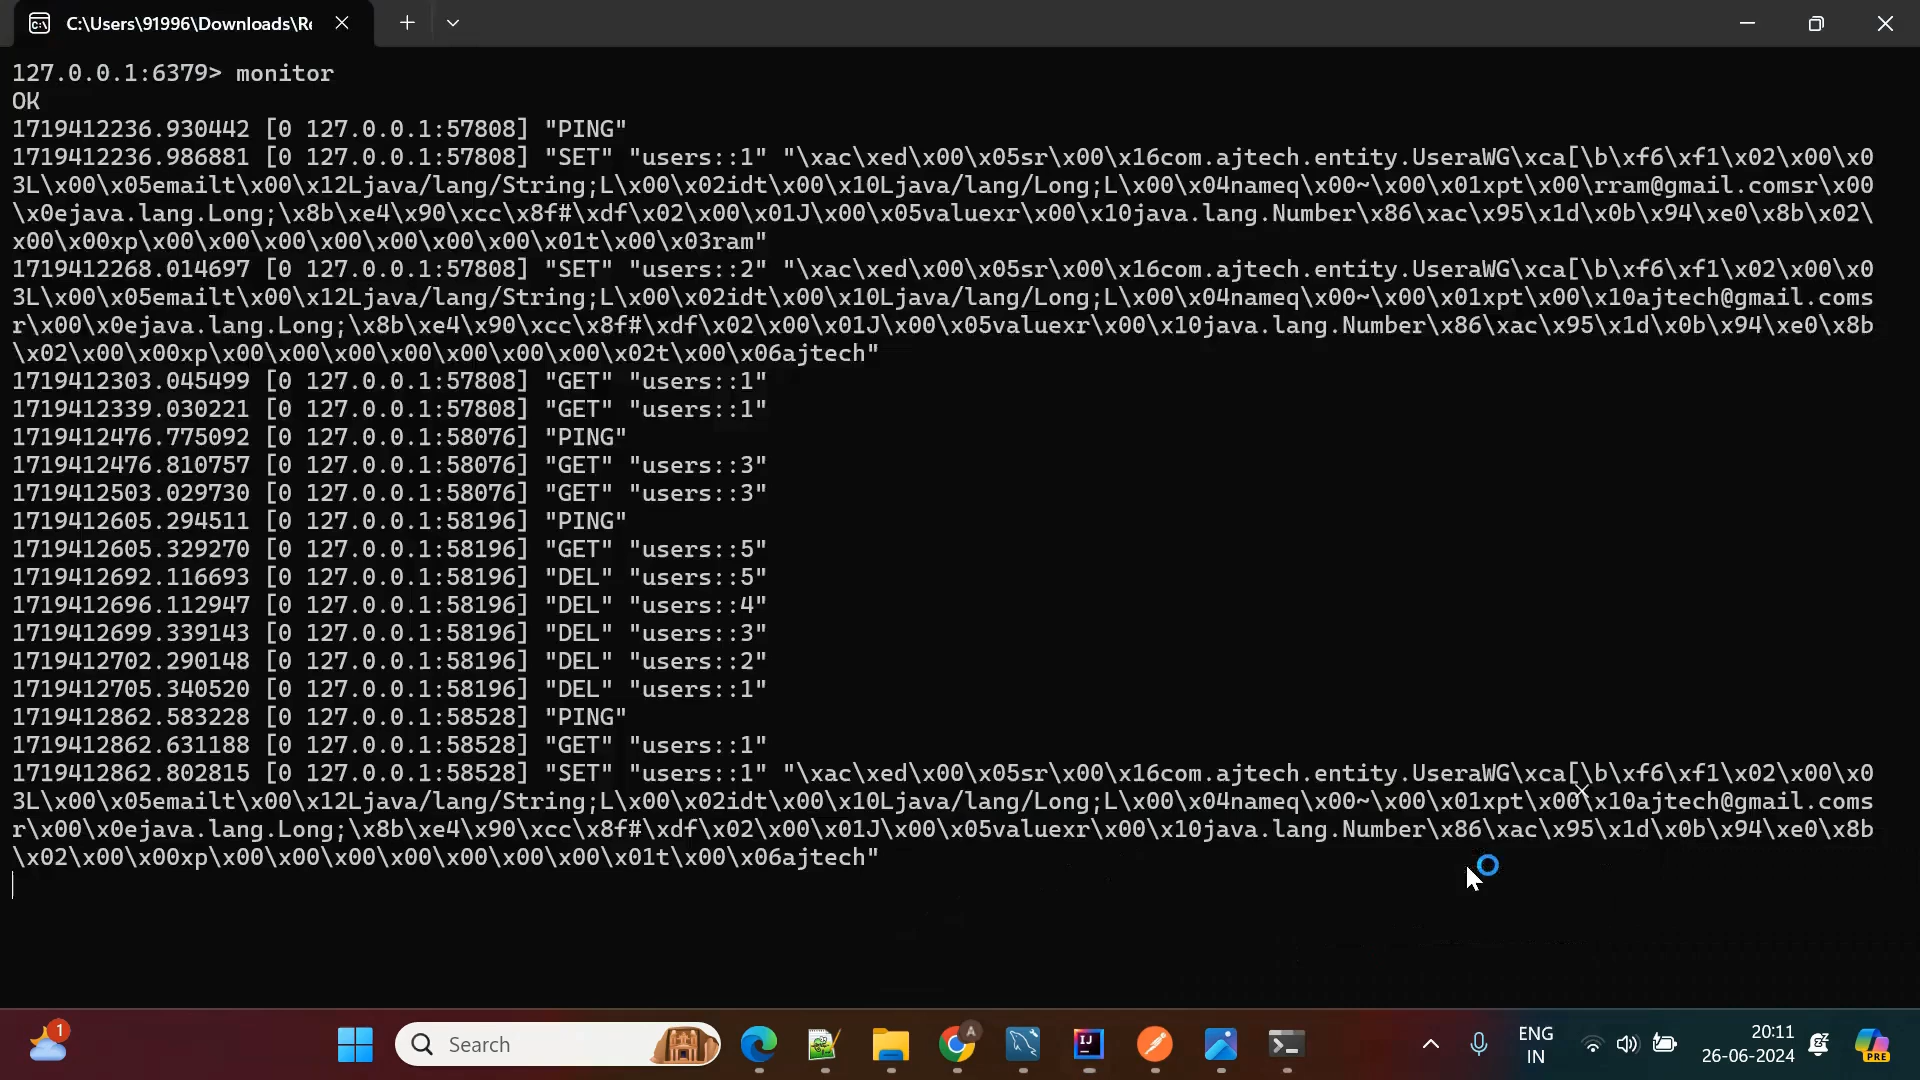 C:\Users\91996\Downloads\Re
127.0.0.1:6379> monitor
OK
1719412236.930442 [0 127.0.0.1:57808] "PING"
1719412236.986881 [0 127.0.0.1:57808] "SET" "users::1" "\xac\xed\x00\x05sr\x00\x16com.ajtech.entity.UseraWG\xca[\b\xf6\xf1\x02\x00\x0
3L\x00\x05emailt\x00\x12Ljava/lang/String;L\x00\x02idt\x00\x10Ljava/lang/Long;L\x00\x04nameq\x00~\x00\x01xpt\x00\rram@gmail.comsr\x00
\x0ejava.lang.Long;\x8b\xe4\x90\xcc\x8f#\xdf\x02\x00\x01J\x00\x05valuexr\x00\x10java.lang.Number\x86\xac\x95\x1d\x0b\x94\xe0\x8b\x02\
x00\x00xp\x00\x00\x00\x00\x00\x00\x00\x01t\x00\x03ram"
1719412268.014697 [0 127.0.0.1:57808] "SET" "users::2" "\xac\xed\x00\x05sr\x00\x16com.ajtech.entity.UseraWG\xca[\b\xf6\xf1\x02\x00\x0
3L\x00\x05emailt\x00\x12Ljava/lang/String;L\x00\x02idt\x00\x10Ljava/lang/Long;L\x00\x04nameq\x00~\x00\x01xpt\x00\x10ajtech@gmail.coms
r\x00\x0ejava.lang.Long;\x8b\xe4\x90\xcc\x8f#\xdf\x02\x00\x01J\x00\x05valuexr\x00\x10java.lang.Number\x86\xac\x95\x1d\x0b\x94\xe0\x8b
\x02\x00\x00xp\x00\x00\x00\x00\x00\x00\x00\x02t\x00\x06ajtech"
1719412303.045499 [0 127.0.0.1:57808] "GET" "users::1"
1719412339.030221 [0 127.0.0.1:57808] "GET" "users::1"
1719412476.775092 [0 127.0.0.1:58076] "PING"
1719412476.810757 [0 127.0.0.1:58076] "GET" "users::3"
1719412503.029730 [0 127.0.0.1:58076] "GET" "users::3"
1719412605.294511 [0 127.0.0.1:58196] "PING"
1719412605.329270 [0 127.0.0.1:58196] "GET" "users::5"
1719412692.116693 [0 127.0.0.1:58196] "DEL" "users::5"
1719412696.112947 [0 127.0.0.1:58196] "DEL" "users::4"
1719412699.339143 [0 127.0.0.1:58196] "DEL" "users::3"
1719412702.290148 [0 127.0.0.1:58196] "DEL" "users::2"
1719412705.340520 [0 127.0.0.1:58196] "DEL" "users::1"
1719412862.583228 [0 127.0.0.1:58528] "PING"
1719412862.631188 [0 127.0.0.1:58528] "GET" "users::1"
1719412862.802815 [0 127.0.0.1:58528] "SET" "users::1" "\xac\xed\x00\x05sr\x00\x16com.ajtech.entity.UseraWG\xca[\b\xf6\xf1\x02\x00\x0
3L\x00\x05emailt\x00\x12Ljava/lang/String;L\x00\x02idt\x00\x10Ljava/lang/Long;L\x00\x04nameq\x00~\x00\x01xpt\x00\x10ajtech@gmail.coms
r\x00\x0ejava.lang.Long;\x8b\xe4\x90\xcc\x8f#\xdf\x02\x00\x01J\x00\x05valuexr\x00\x10java.lang.Number\x86\xac\x95\x1d\x0b\x94\xe0\x8b
\x02\x00\x00xp\x00\x00\x00\x00\x00\x00\x00\x01t\x00\x06ajtech"
1
Search
A
IJ
ENG
IN
20:11
26-06-2024
PRE